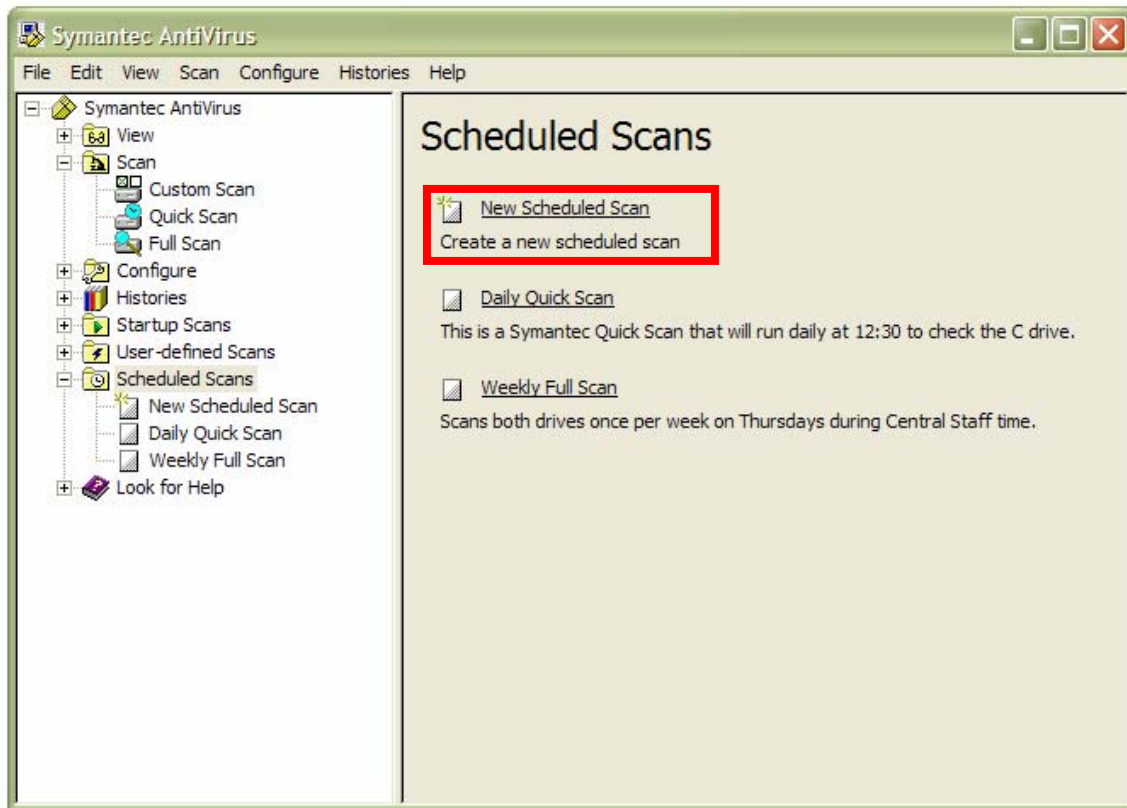 Symantec AntiVirus
File Edit View Scan Configure Histories Help
Symantec AntiVirus
View
Scan
Custom Scan
Quick Scan
Full Scan
Configure
Histories
Startup Scans
User-defined Scans
Scheduled Scans
New Scheduled Scan
Daily Quick Scan
Weekly Full Scan
Look for Help
Scheduled Scans
New Scheduled Scan
Create a new scheduled scan
Daily Quick Scan
This is a Symantec Quick Scan that will run daily at 12:30 to check the C drive.
Weekly Full Scan
Scans both drives once per week on Thursdays during Central Staff time.